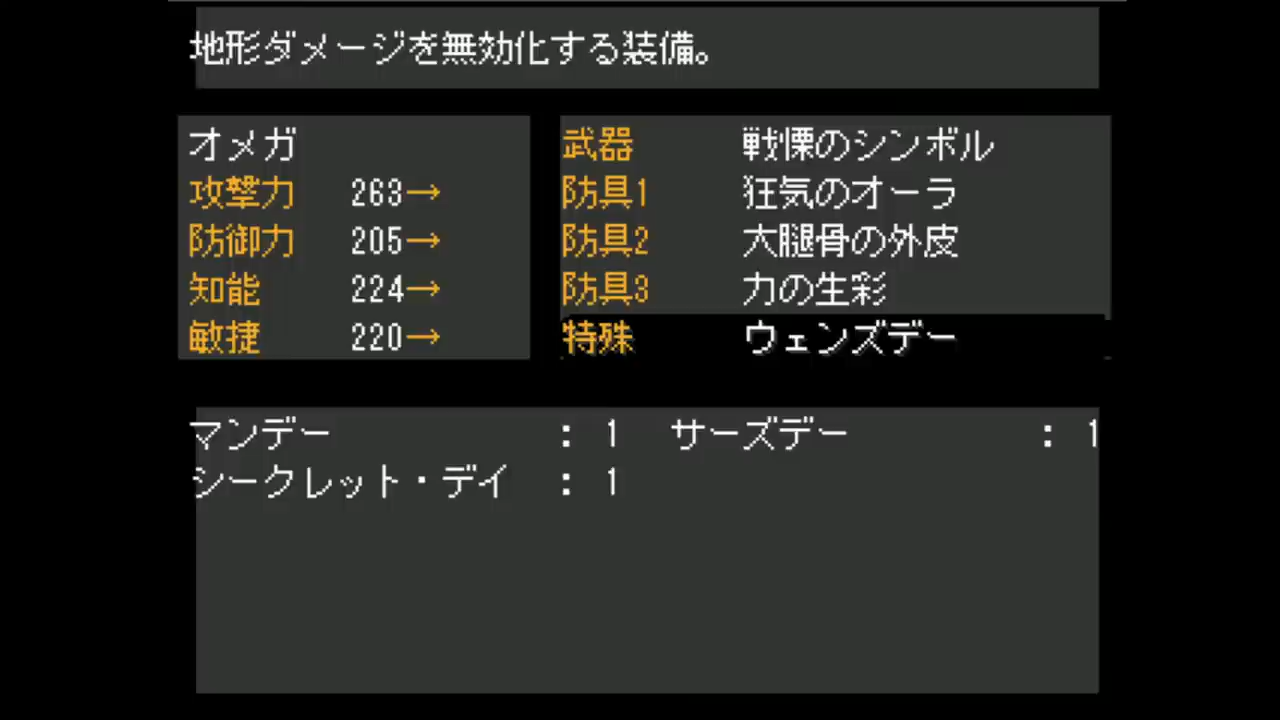 地形ダメージを無効化する装備。
オメガ
攻撃力 263→
防御力 205→
知能 224→
敏捷 220→
武器 戦慄のシンボル
防具1 狂気のオーラ
防具2 大腿骨の外皮
防具3 力の生彩
特殊 ウェンズデー
マンデー : 1 サーズデー : 1
シークレット・デイ : 1